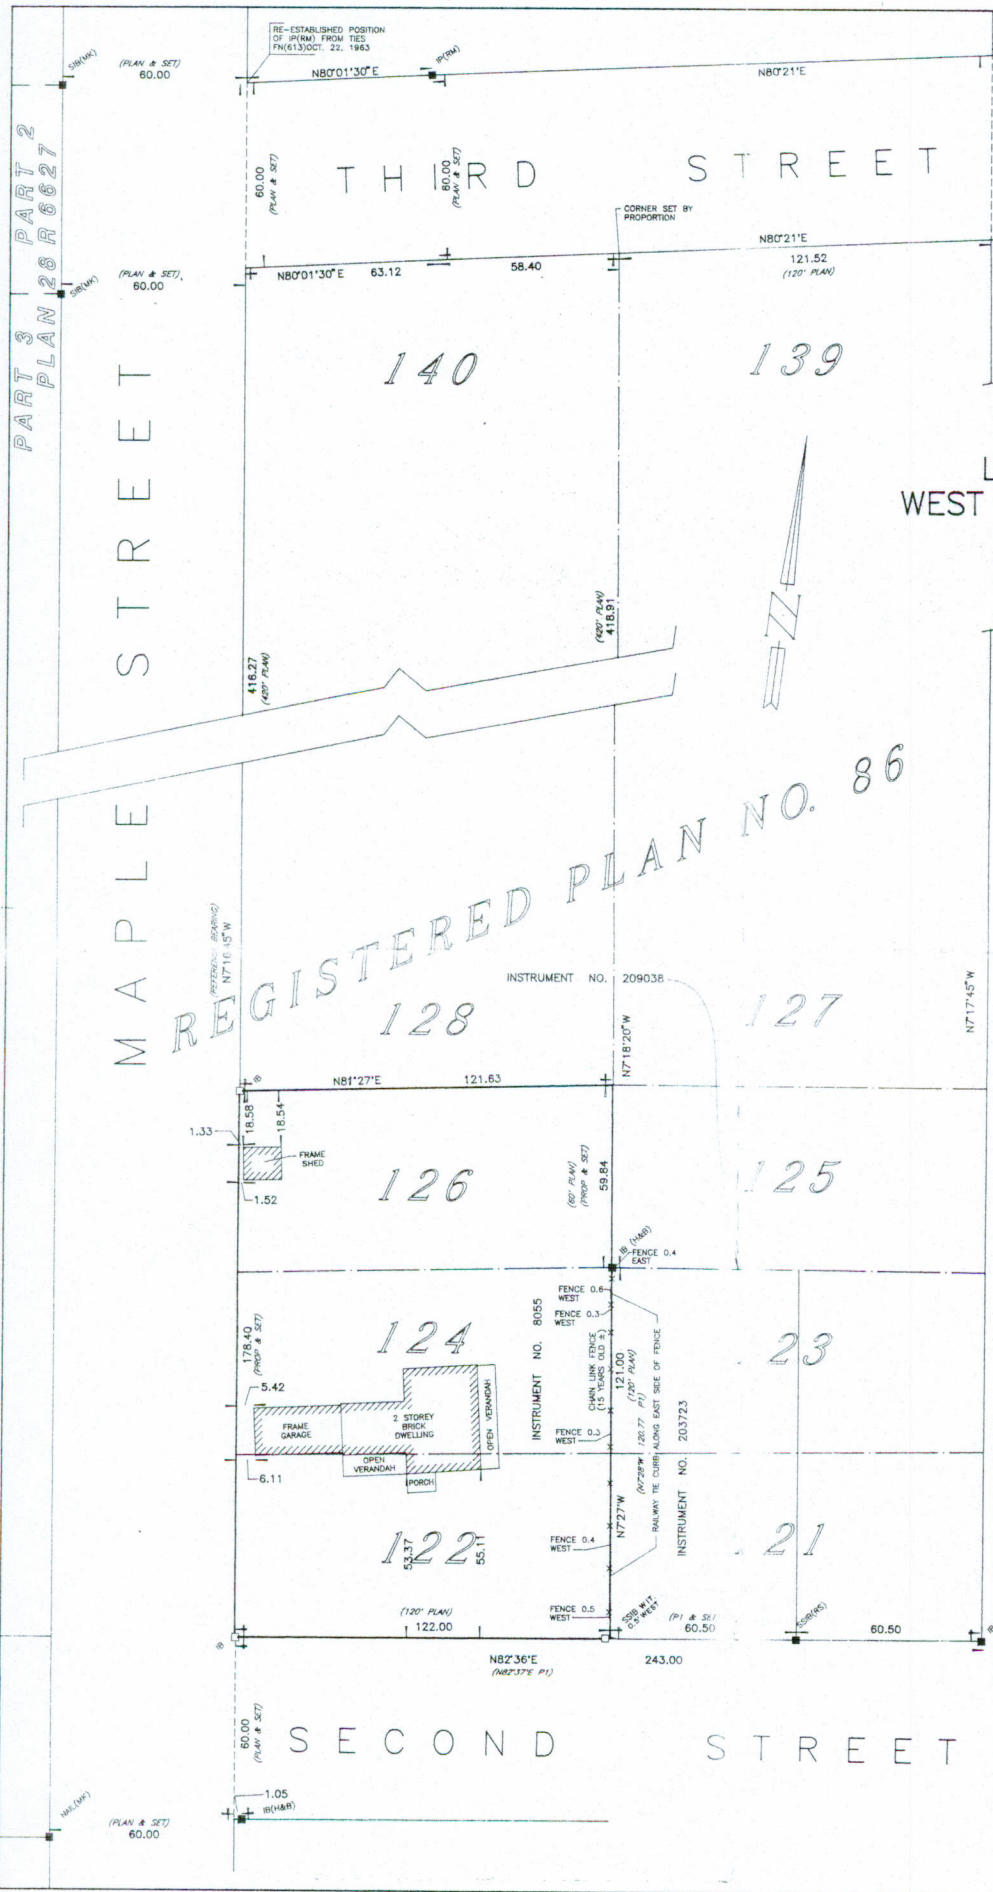 RE-ESTABLISHED POSITION
OF IP(RM) FROM TIES
FN(613)OCT. 22, 1963
SIB(MK)
(PLAN & SET)
60.00
N80°01'30"E
IP(RM)
N80°21'E
PART 3 PART 2
PLAN 28R6627
60.00
(PLAN & SET)
60.00
(PLAN & SET)
THIRD STREET
CORNER SET BY
PROPORTION
N80°21'E
121.52
(120' PLAN)
(PLAN & SET)
60.00
SIB(MK)
N80°01'30"E 63.12
58.40
140
139
MAPLE STREET
L
WEST
N
416.27
(420' PLAN)
(420' PLAN)
418.91
REGISTERED PLAN NO. 86
(REFERENCE BEARING)
N7°16'45"W
INSTRUMENT NO. 209038
128
127
N7°18'20"W
N7°17'45"W
IB
N81°27'E
121.63
18.58
18.54
1.33
FRAME
SHED
1.52
126
125
(60' PLAN)
(PROP & SET)
59.84
IB (H&B)
FENCE 0.4
EAST
FENCE 0.6
WEST
FENCE 0.3
WEST
124
23
178.40
(PROP & SET)
5.42
FRAME
GARAGE
2 STOREY
BRICK
DWELLING
OPEN VERANDAH
OPEN
VERANDAH
PORCH
6.11
INSTRUMENT NO. 8055
CHAIN LINK FENCE
(15 YEARS OLD ±)
121.00
(120' PLAN)
FENCE 0.3
WEST
N7°27'W
(N7°28'W 120.77 P1)
RAILWAY TIE CURB ALONG EAST SIDE OF FENCE
INSTRUMENT NO. 203723
122
21
53.37
55.11
FENCE 0.4
WEST
FENCE 0.5
WEST
SSIB WIT.
0.5' WEST
(120' PLAN)
122.00
(P1 & SET
60.50
SSIB(RS)
60.50
IB
N82°36'E
(N82°37'E P1)
243.00
60.00
(PLAN & SET)
SECOND STREET
1.05
IB(H&B)
NAIL(MK)
(PLAN & SET)
60.00